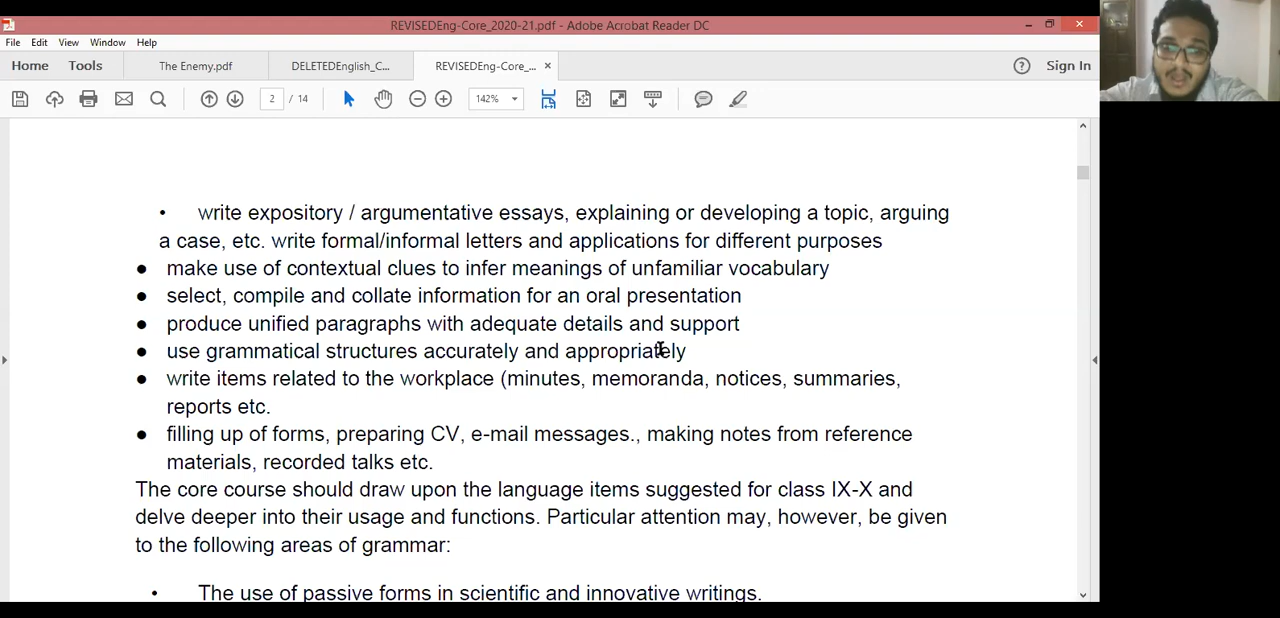 REVISEDEng-Core_2020-21.pdf - Adobe Acrobat Reader DC
File Edit View Window Help
Home Tools The Enemy.pdf DELETEDEnglish_C... REVISEDEng-Core_... × ? Sign In
2 / 14 142%
• write expository / argumentative essays, explaining or developing a topic, arguing
a case, etc. write formal/informal letters and applications for different purposes
● make use of contextual clues to infer meanings of unfamiliar vocabulary
● select, compile and collate information for an oral presentation
● produce unified paragraphs with adequate details and support
● use grammatical structures accurately and appropriately
● write items related to the workplace (minutes, memoranda, notices, summaries,
reports etc.
● filling up of forms, preparing CV, e-mail messages., making notes from reference
materials, recorded talks etc.
The core course should draw upon the language items suggested for class IX-X and
delve deeper into their usage and functions. Particular attention may, however, be given
to the following areas of grammar:
• The use of passive forms in scientific and innovative writings.